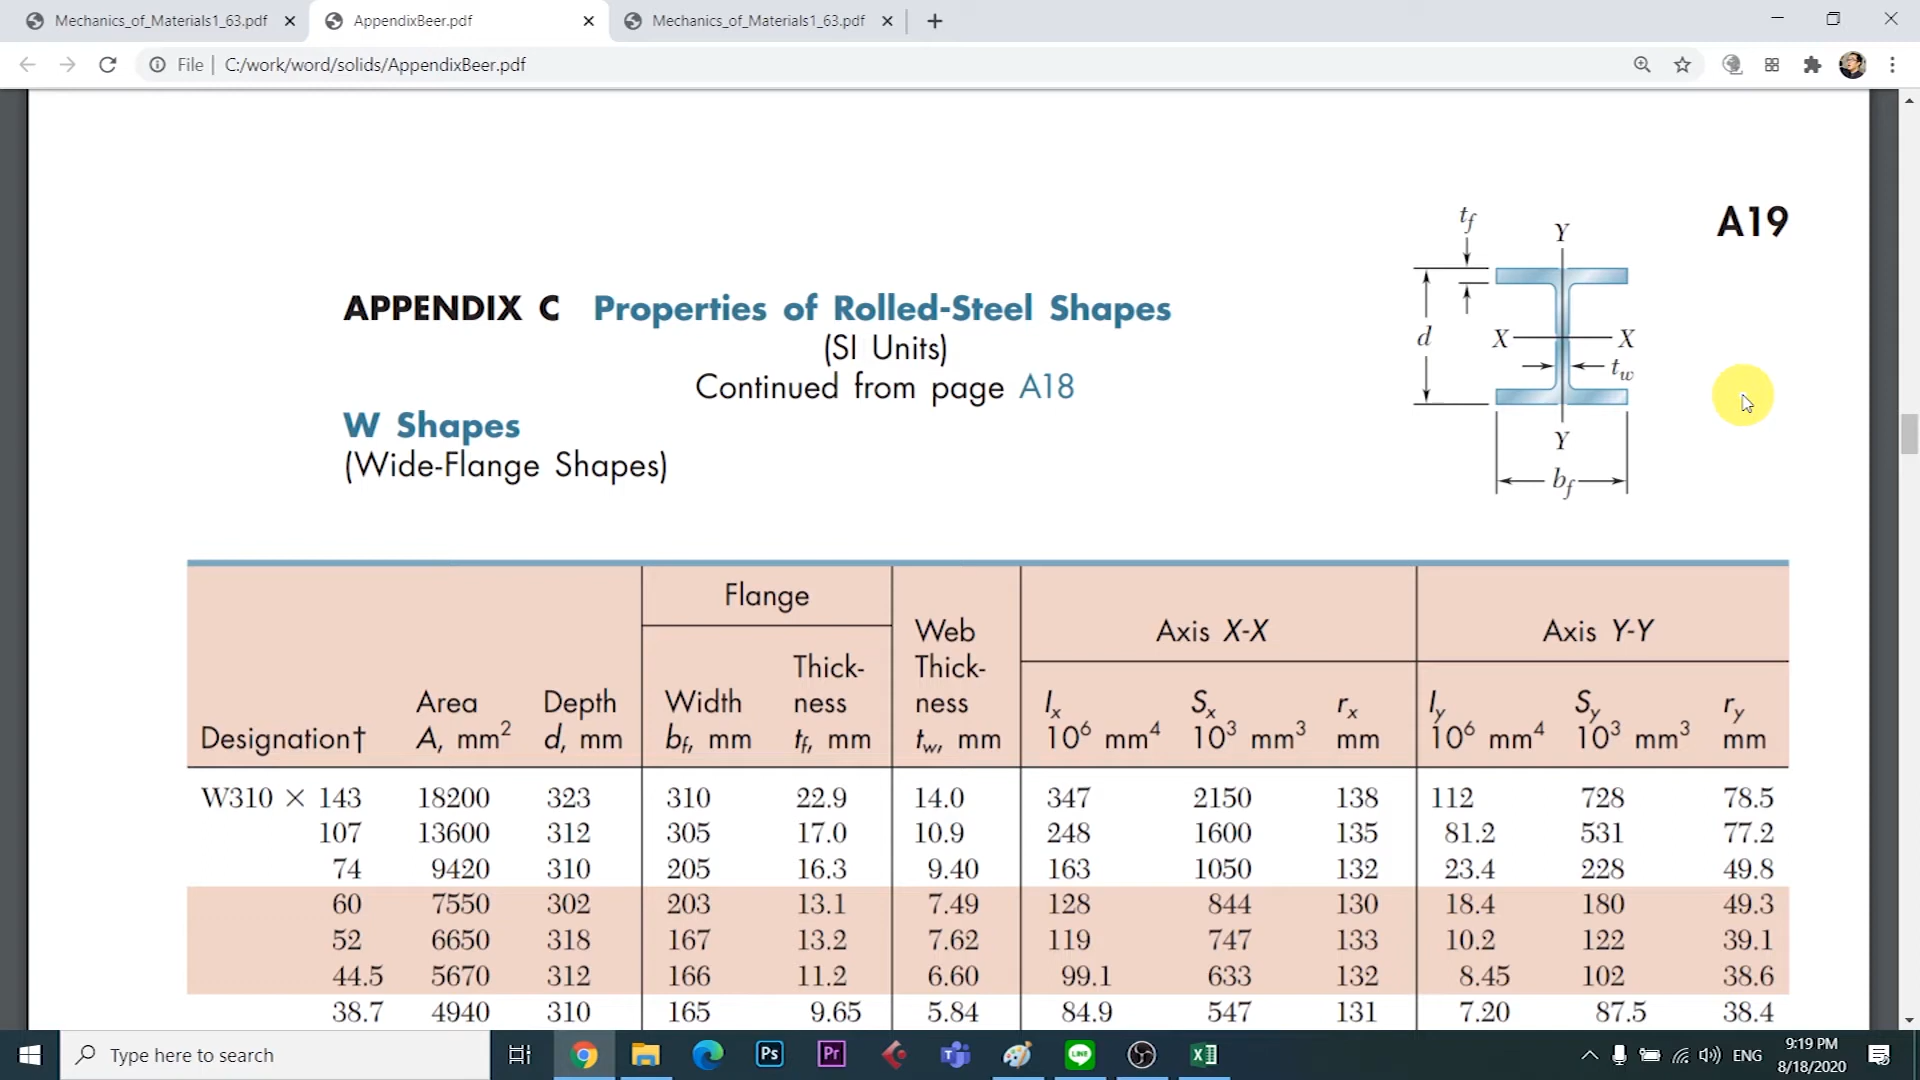 Mechanics_of_Materials1_63.pdf
AppendixBeer.pdf
Mechanics_of_Materials1_63.pdf
File | C:/work/word/solids/AppendixBeer.pdf
A19
APPENDIX C Properties of Rolled-Steel Shapes
(SI Units)
Continued from page A18
W Shapes
(Wide-Flange Shapes)
tf
Y
d
X X
tw
Y
bf
Flange
Web
Axis X-X Axis Y-Y
Thick- Thick-
Area Depth Width ness ness Ix Sx rx Iy Sy ry
Designation† A, mm² d, mm bf, mm tf, mm tw, mm 10⁶ mm⁴ 10³ mm³ mm 10⁶ mm⁴ 10³ mm³ mm
W310 × 143 18200 323 310 22.9 14.0 347 2150 138 112 728 78.5
107 13600 312 305 17.0 10.9 248 1600 135 81.2 531 77.2
74 9420 310 205 16.3 9.40 163 1050 132 23.4 228 49.8
60 7550 302 203 13.1 7.49 128 844 130 18.4 180 49.3
52 6650 318 167 13.2 7.62 119 747 133 10.2 122 39.1
44.5 5670 312 166 11.2 6.60 99.1 633 132 8.45 102 38.6
38.7 4940 310 165 9.65 5.84 84.9 547 131 7.20 87.5 38.4
Type here to search
Ps
Pr
LINE
ENG
9:19 PM
8/18/2020